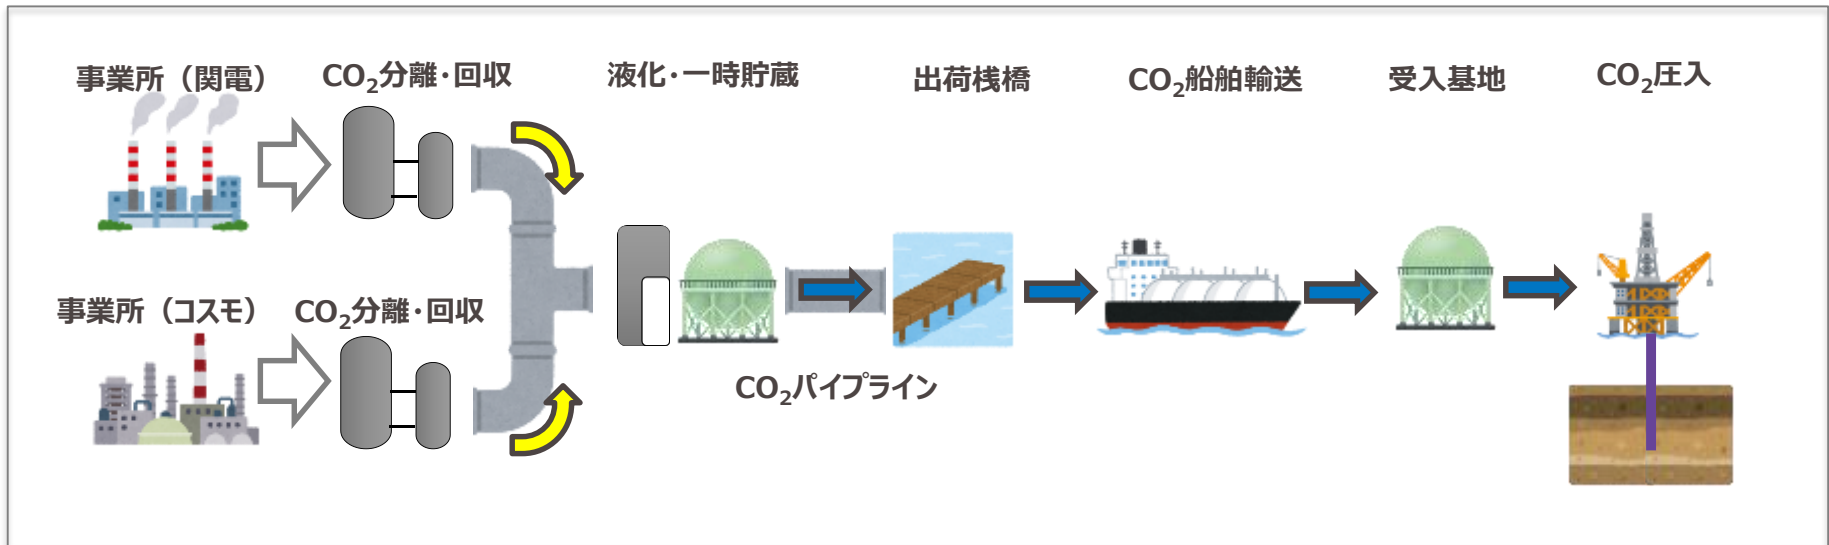 事業所（関電）
CO2分離・回収
液化・一時貯蔵
出荷桟橋
CO2船舶輸送
受入基地
CO2圧入
事業所（コスモ）
CO2分離・回収
CO2パイプライン